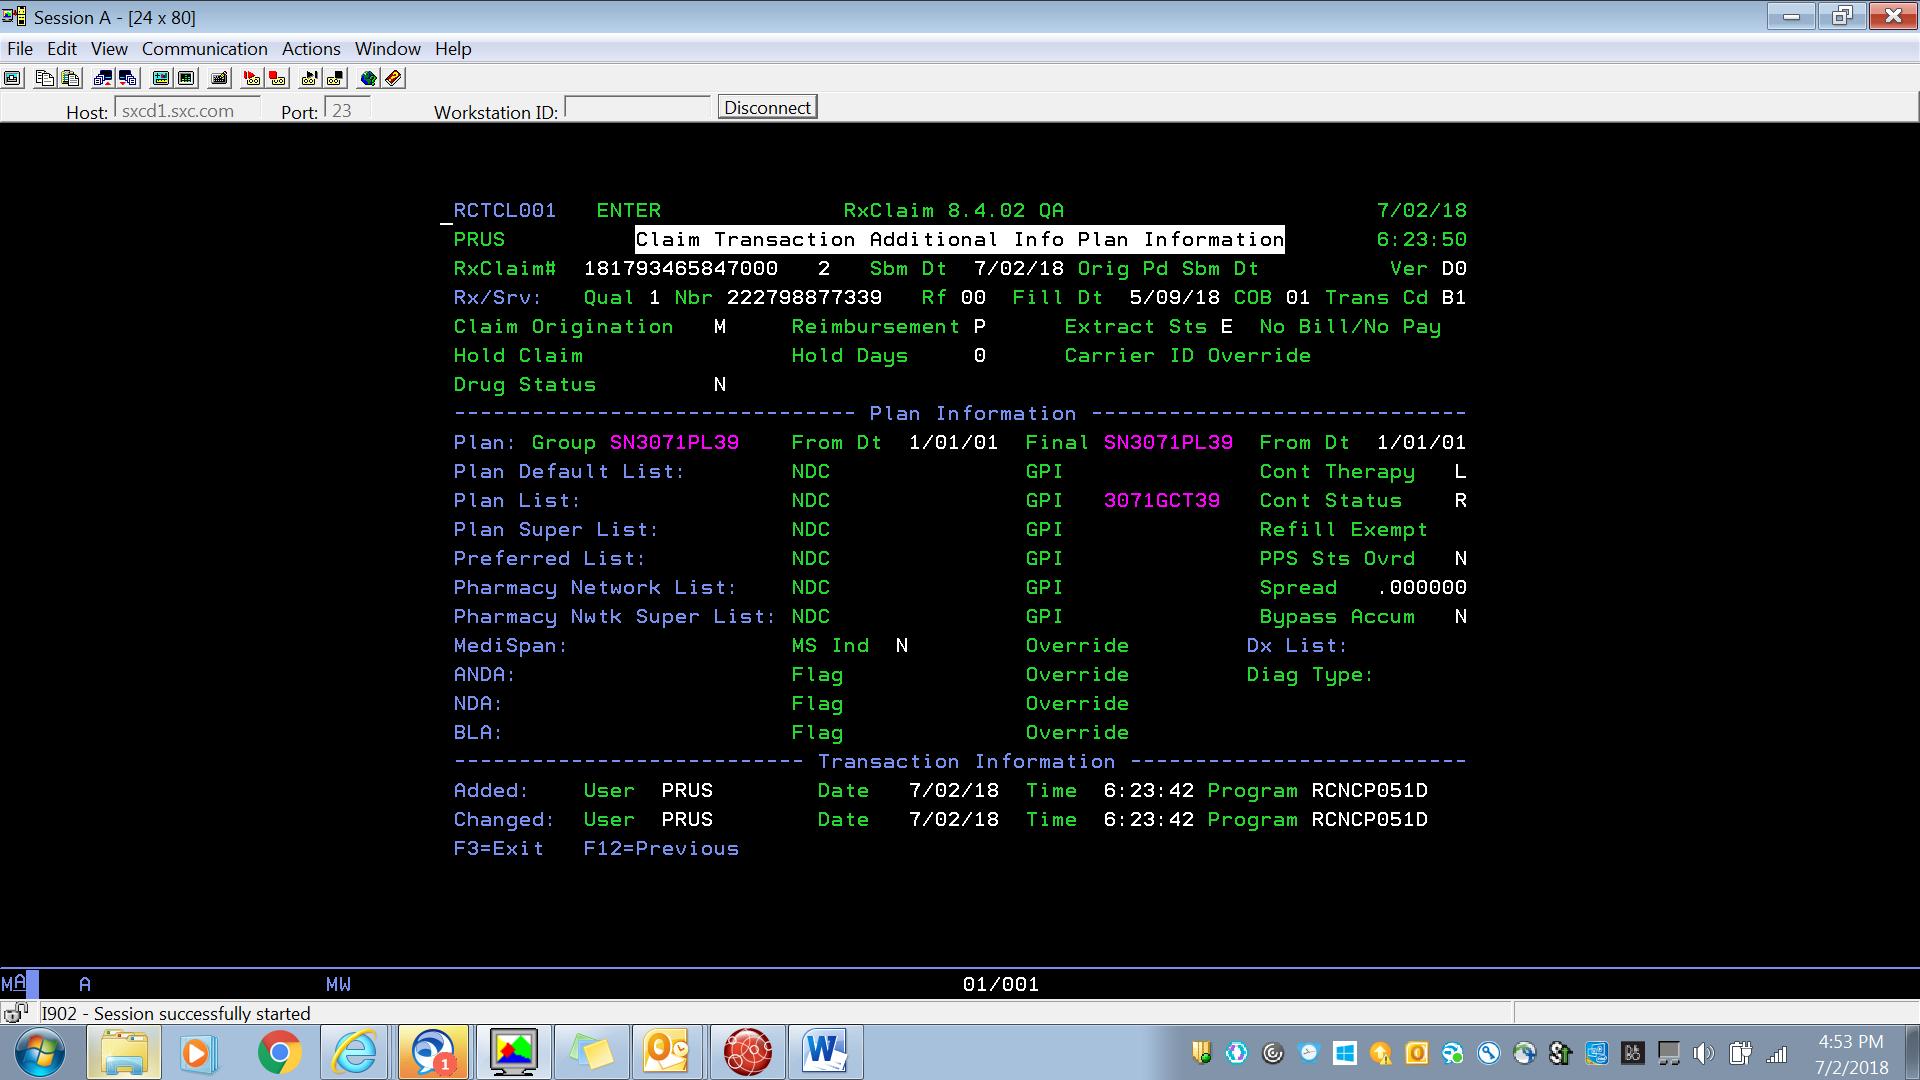 Session A - [24 x 80]
File Edit View Communication Actions Window Help
Host: sxcd1.sxc.com Port: 23 Workstation ID: Disconnect
RCTCL001 ENTER RxClaim 8.4.02 QA 7/02/18
PRUS Claim Transaction Additional Info Plan Information 6:23:50
RxClaim# 181793465847000 2 Sbm Dt 7/02/18 Orig Pd Sbm Dt Ver D0
Rx/Srv: Qual 1 Nbr 222798877339 Rf 00 Fill Dt 5/09/18 COB 01 Trans Cd B1
Claim Origination M Reimbursement P Extract Sts E No Bill/No Pay
Hold Claim Hold Days 0 Carrier ID Override
Drug Status N
------------------------------- Plan Information -----------------------------
Plan: Group SN3071PL39 From Dt 1/01/01 Final SN3071PL39 From Dt 1/01/01
Plan Default List: NDC GPI Cont Therapy L
Plan List: NDC GPI 3071GCT39 Cont Status R
Plan Super List: NDC GPI Refill Exempt
Preferred List: NDC GPI PPS Sts Ovrd N
Pharmacy Network List: NDC GPI Spread .000000
Pharmacy Nwtk Super List: NDC GPI Bypass Accum N
MediSpan: MS Ind N Override Dx List:
ANDA: Flag Override Diag Type:
NDA: Flag Override
BLA: Flag Override
--------------------------- Transaction Information --------------------------
Added: User PRUS Date 7/02/18 Time 6:23:42 Program RCNCP051D
Changed: User PRUS Date 7/02/18 Time 6:23:42 Program RCNCP051D
F3=Exit F12=Previous
MA A MW 01/001
I902 - Session successfully started
1
4:53 PM
7/2/2018